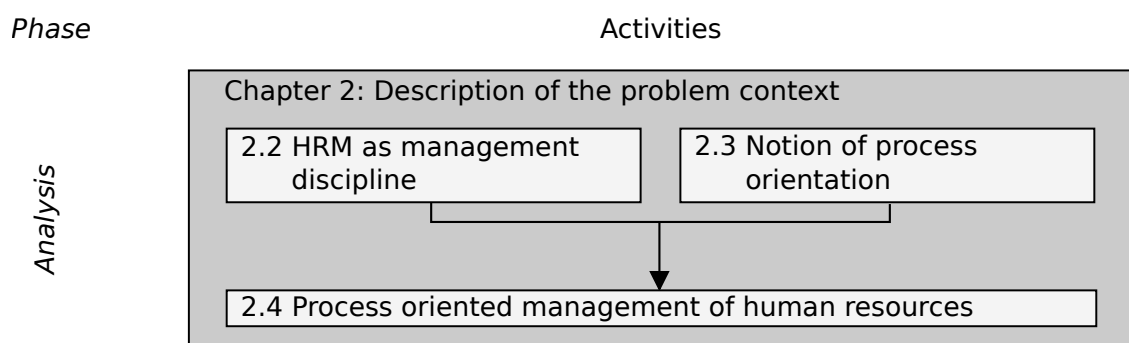 Phase
Activities
Chapter 2: Description of the problem context
2.2 HRM as management
discipline
2.3 Notion of process
orientation
Analysis
2.4 Process oriented management of human resources